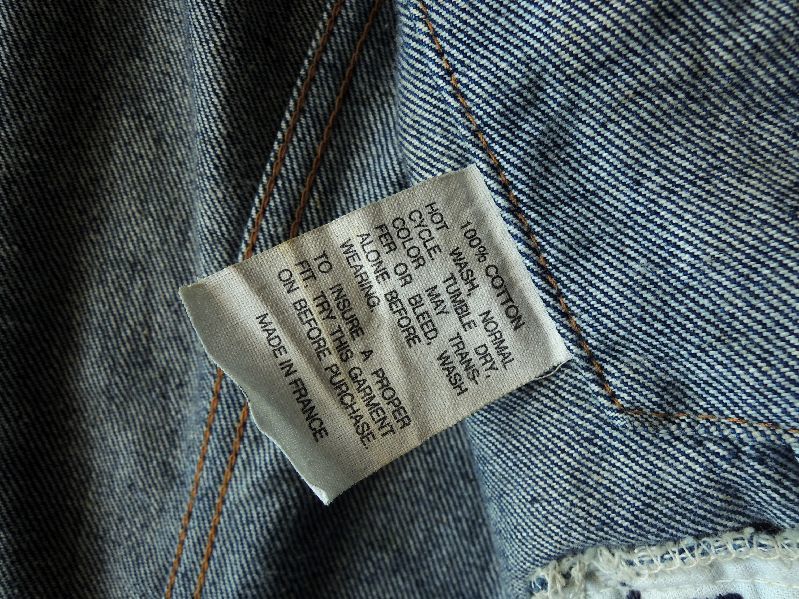 100% COTTON
HOT WASH, NORMAL
CYCLE. TUMBLE DRY.
COLOR MAY TRANS-
FER OR BLEED, WASH
ALONE BEFORE
WEARING.
TO INSURE A PROPER
FIT, TRY THIS GARMENT
ON BEFORE PURCHASE.
MADE IN FRANCE